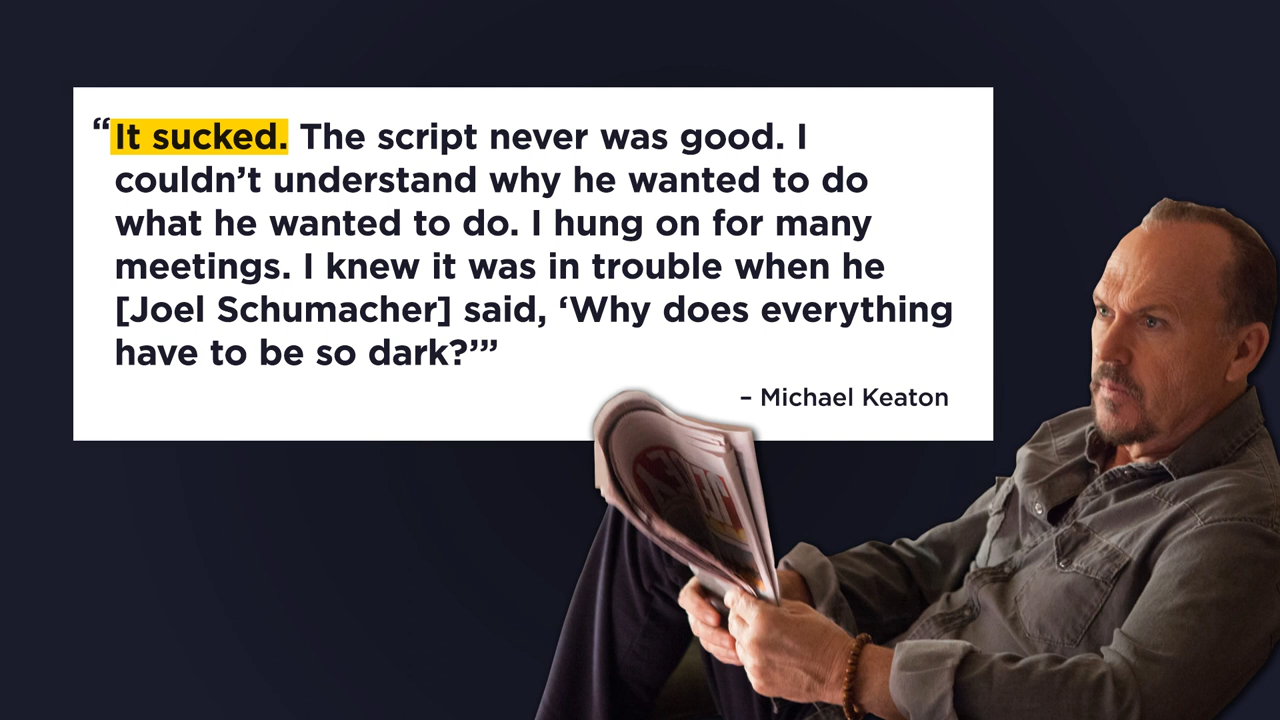 “It sucked. The script never was good. I
couldn’t understand why he wanted to do
what he wanted to do. I hung on for many
meetings. I knew it was in trouble when he
[Joel Schumacher] said, ‘Why does everything
have to be so dark?’”
– Michael Keaton